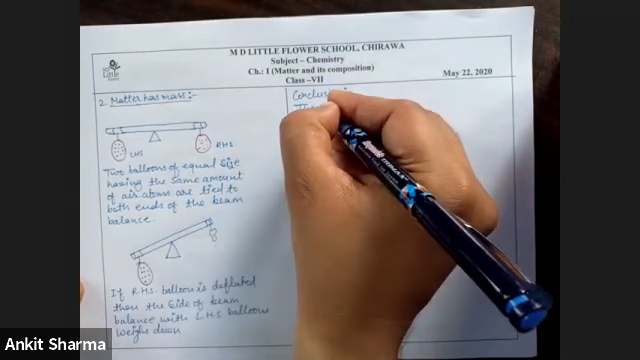 M D LITTLE FLOWER SCHOOL, CHIRAWA
Subject – Chemistry
Ch.: I (Matter and its composition)
Class –VII
May 22, 2020
Little
2. Matter has mass:-
LHS
RHS
Two balloons of equal size
having the same amount
of air atoms are tied to
both ends of the beam
balance.
If R.H.S. balloon is deflated
then the side of beam
balance with L.H.S balloon
weighs down
Ankit Sharma